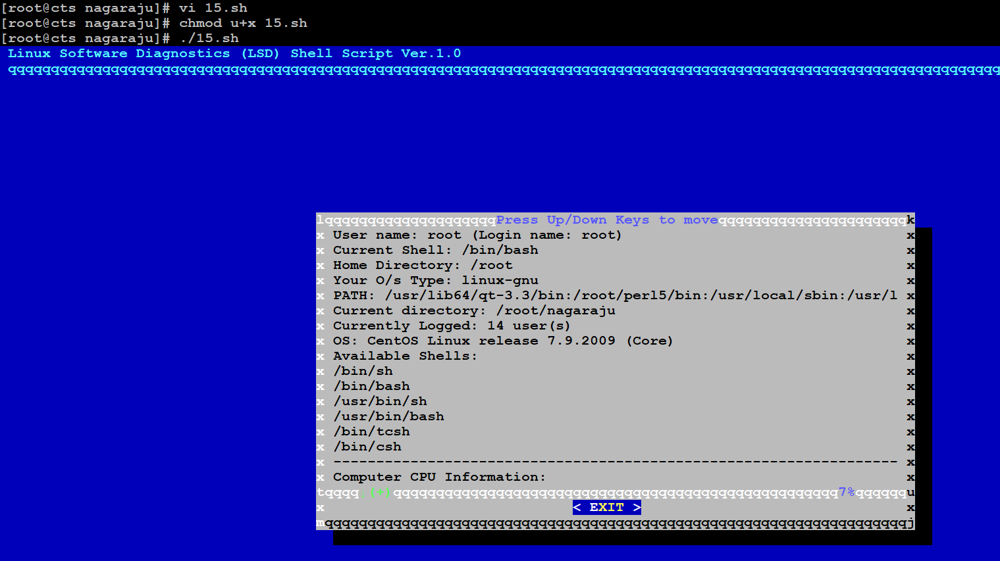 [root@cts nagaraju]# vi 15.sh
[root@cts nagaraju]# chmod u+x 15.sh
[root@cts nagaraju]# ./15.sh
Linux Software Diagnostics (LSD) Shell Script Ver.1.0
qqqqqqqqqqqqqqqqqqqqqqqqqqqqqqqqqqqqqqqqqqqqqqqqqqqqqqqqqqqqqqqqqqqqqqqqqqqqqqqqqqqqqqqqqqqqqqqqqqqqqqqqqqqqqqqqqqqq
lqqqqqqqqqqqqqqqqqqqqPress Up/Down Keys to moveqqqqqqqqqqqqqqqqqqqqqqk
x User name: root (Login name: root) x
x Current Shell: /bin/bash x
x Home Directory: /root x
x Your O/s Type: linux-gnu x
x PATH: /usr/lib64/qt-3.3/bin:/root/perl5/bin:/usr/local/sbin:/usr/l x
x Current directory: /root/nagaraju x
x Currently Logged: 14 user(s) x
x OS: CentOS Linux release 7.9.2009 (Core) x
x Available Shells: x
x /bin/sh x
x /bin/bash x
x /usr/bin/sh x
x /usr/bin/bash x
x /bin/tcsh x
x /bin/csh x
x ------------------------------------------------------------------ x
x Computer CPU Information: x
tqqqq (+)qqqqqqqqqqqqqqqqqqqqqqqqqqqqqqqqqqqqqqqqqqqqqqqqqqqq7%qqqqqqu
x < EXIT > x
mqqqqqqqqqqqqqqqqqqqqqqqqqqqqqqqqqqqqqqqqqqqqqqqqqqqqqqqqqqqqqqqqqqqqj